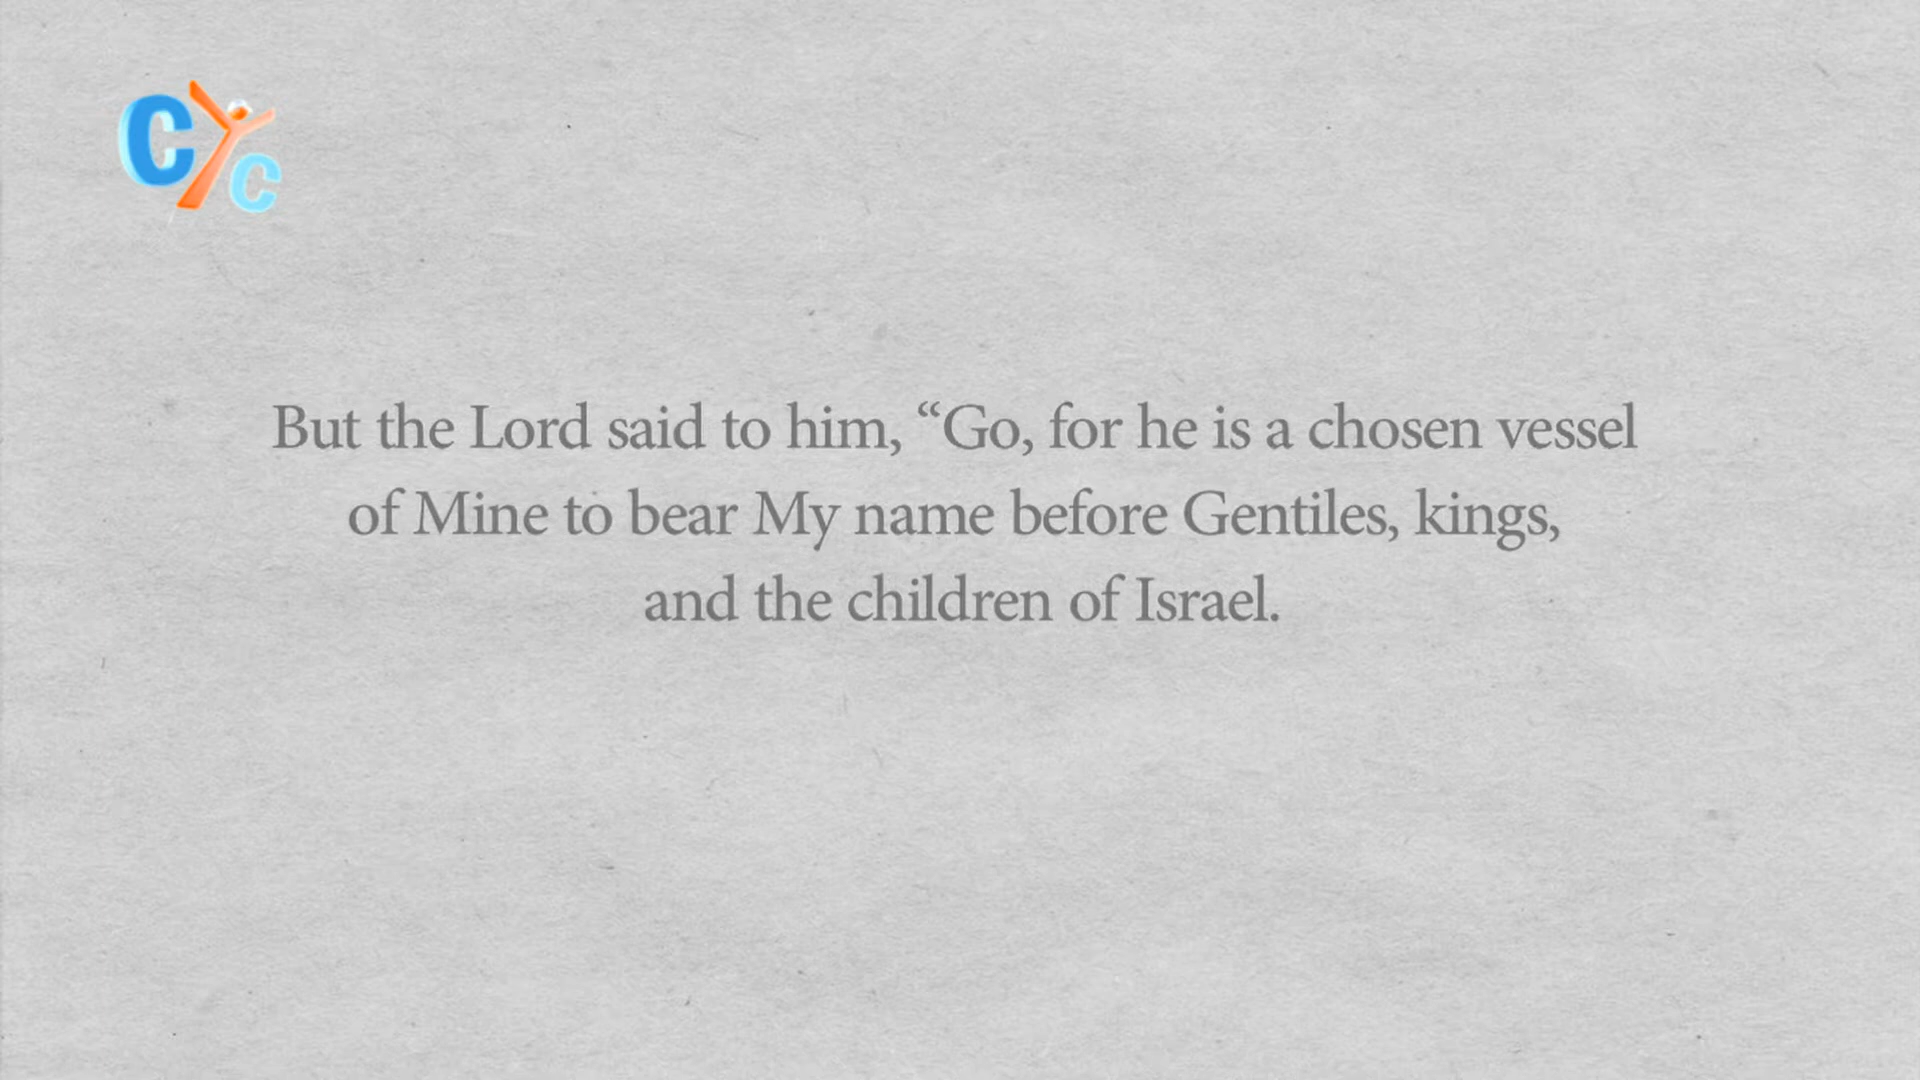 CYC
But the Lord said to him, “Go, for he is a chosen vessel
of Mine to bear My name before Gentiles, kings,
and the children of Israel.